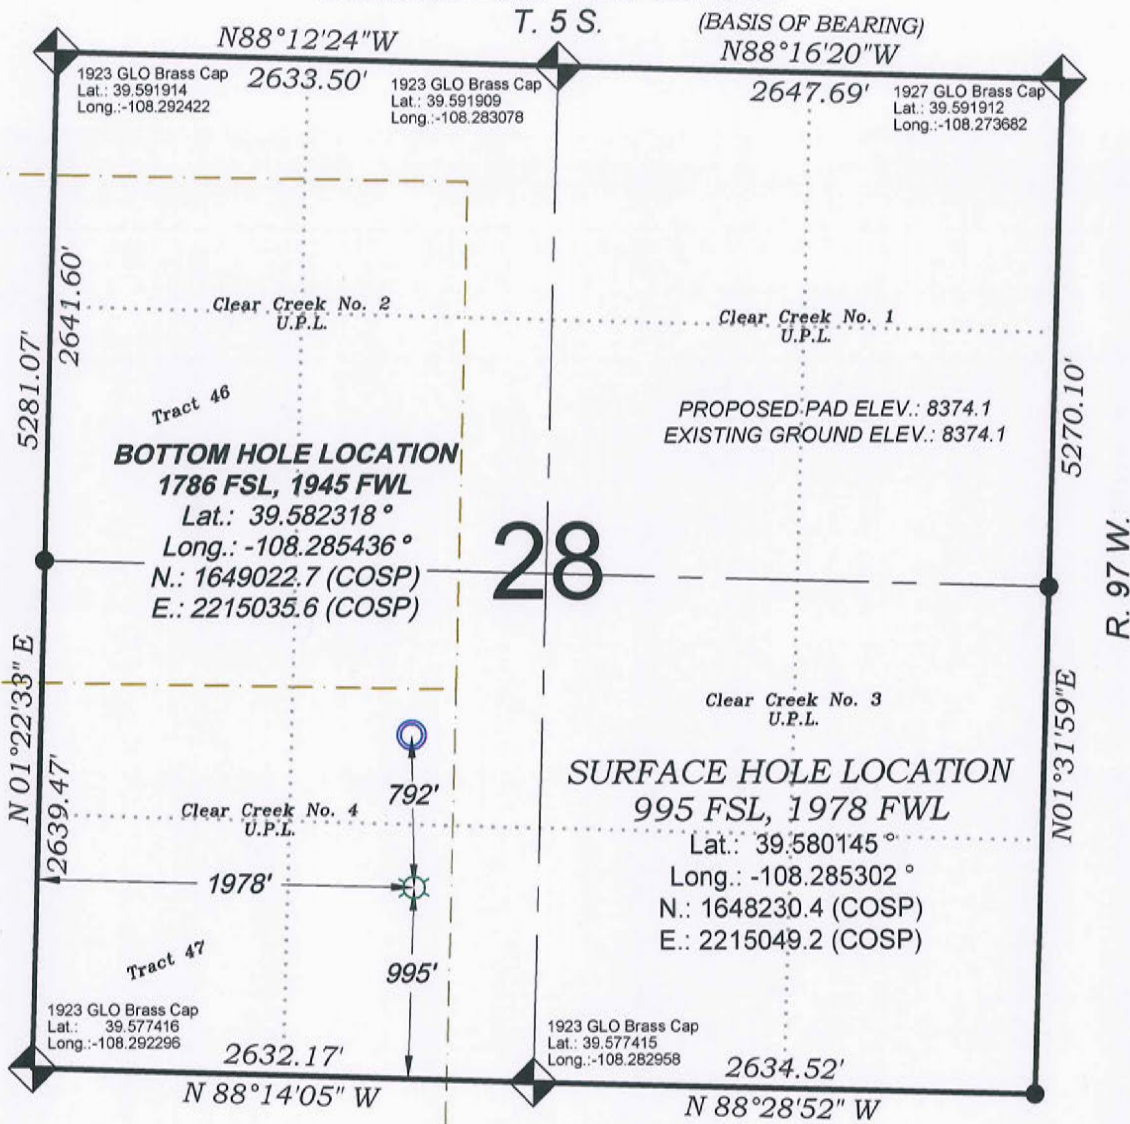 T. 5 S.
(BASIS OF BEARING)
N88°12'24"W
N88°16'20"W
1923 GLO Brass Cap
Lat.: 39.591914
Long.:-108.292422
2633.50'
1923 GLO Brass Cap
Lat.: 39.591909
Long.:-108.283078
2647.69'
1927 GLO Brass Cap
Lat.: 39.591912
Long.:-108.273682
5281.07'
2641.60'
Clear Creek No. 2
U.P.L.
Clear Creek No. 1
U.P.L.
Tract 46
PROPOSED PAD ELEV.: 8374.1
EXISTING GROUND ELEV.: 8374.1
5270.10'
BOTTOM HOLE LOCATION
1786 FSL, 1945 FWL
Lat.: 39.582318 °
Long.: -108.285436 °
N.: 1649022.7 (COSP)
E.: 2215035.6 (COSP)
28
R. 97 W.
N 01°22'33" E
2639.47'
Clear Creek No. 3
U.P.L.
N01°31'59"E
792'
Clear Creek No. 4
U.P.L.
SURFACE HOLE LOCATION
995 FSL, 1978 FWL
Lat.: 39.580145 °
Long.: -108.285302 °
N.: 1648230.4 (COSP)
E.: 2215049.2 (COSP)
1978'
Tract 47
995'
1923 GLO Brass Cap
Lat.: 39.577416
Long.:-108.292296
1923 GLO Brass Cap
Lat.: 39.577415
Long.:-108.282958
2632.17'
2634.52'
N 88°14'05" W
N 88°28'52" W